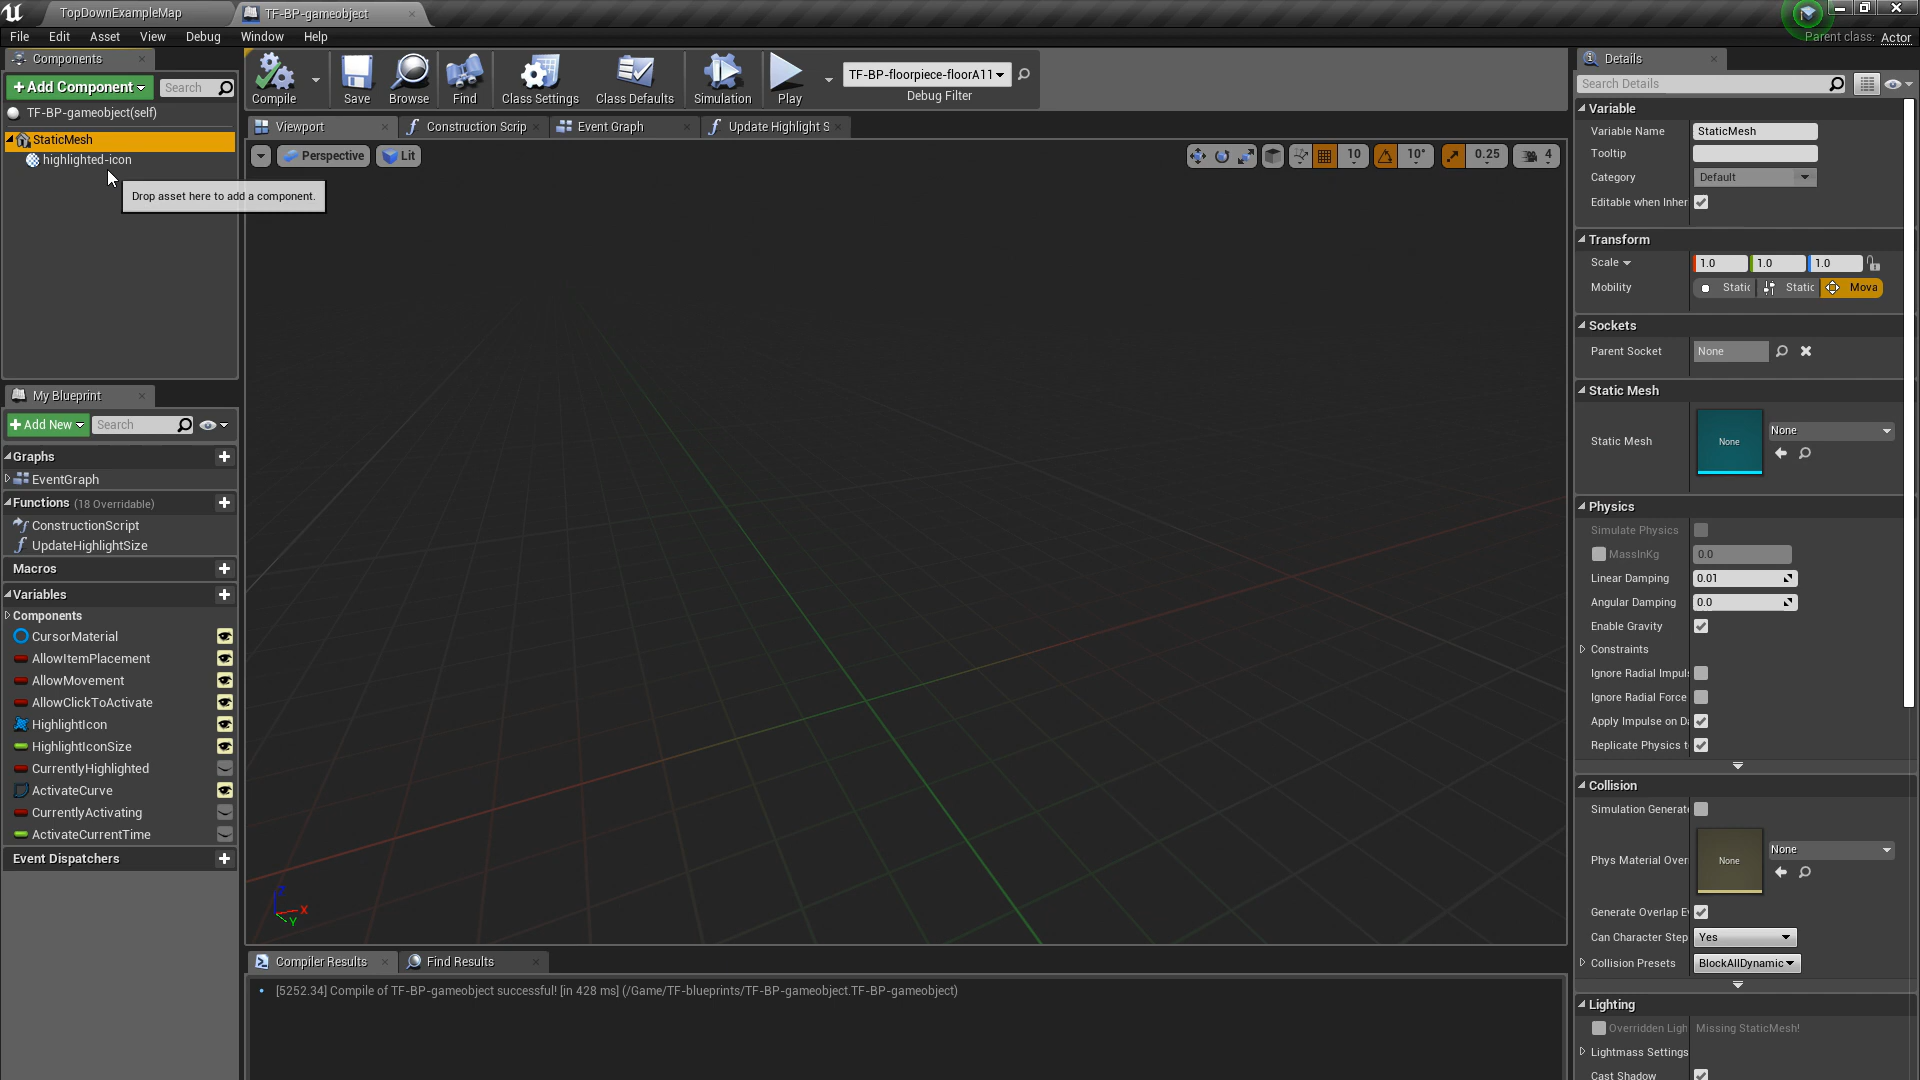 TopDownExampleMap
TF-BP-gameobject
File Edit Asset View Debug Window Help
Parent class: Actor
Components
+Add Component
Search
TF-BP-gameobject(self)
StaticMesh
highlighted-icon
Drop asset here to add a component.
My Blueprint
+Add New
Search
Graphs
EventGraph
Functions (18 Overridable)
ConstructionScript
UpdateHighlightSize
Macros
Variables
Components
CursorMaterial
AllowItemPlacement
AllowMovement
AllowClickToActivate
HighlightIcon
HighlightIconSize
CurrentlyHighlighted
ActivateCurve
CurrentlyActivating
ActivateCurrentTime
Event Dispatchers
Compile
Save
Browse
Find
Class Settings
Class Defaults
Simulation
Play
TF-BP-floorpiece-floorA11
Debug Filter
Viewport
Construction Scrip
Event Graph
Update Highlight S
Perspective
Lit
10
10°
0.25
4
X
Y
Compiler Results
Find Results
[5252.34] Compile of TF-BP-gameobject successful! [in 428 ms] (/Game/TF-blueprints/TF-BP-gameobject.TF-BP-gameobject)
Details
Search Details
Variable
Variable Name StaticMesh
Tooltip
Category Default
Editable when Inher
Transform
Scale 1.0 1.0 1.0
Mobility Static Static Mova
Sockets
Parent Socket None
Static Mesh
Static Mesh None None
Physics
Simulate Physics
MassInKg 0.0
Linear Damping 0.01
Angular Damping 0.0
Enable Gravity
Constraints
Ignore Radial Impul
Ignore Radial Force
Apply Impulse on Da
Replicate Physics t
Collision
Simulation Generate
Phys Material Over None None
Generate Overlap E
Can Character Step Yes
Collision Presets BlockAllDynamic
Lighting
Overridden Ligh Missing StaticMesh!
Lightmass Settings
Cast Shadow